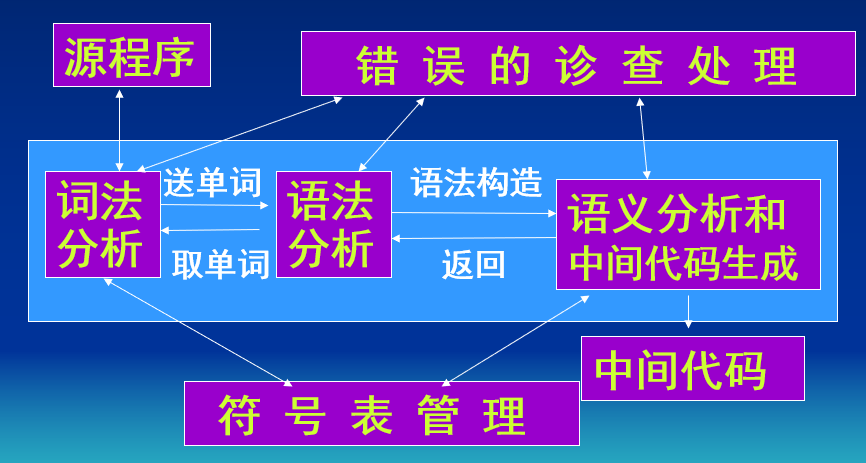 源程序
错误的诊查处理
词法
分析
送单词
取单词
语法
分析
语法构造
返回
语义分析和
中间代码生成
中间代码
符号表管理